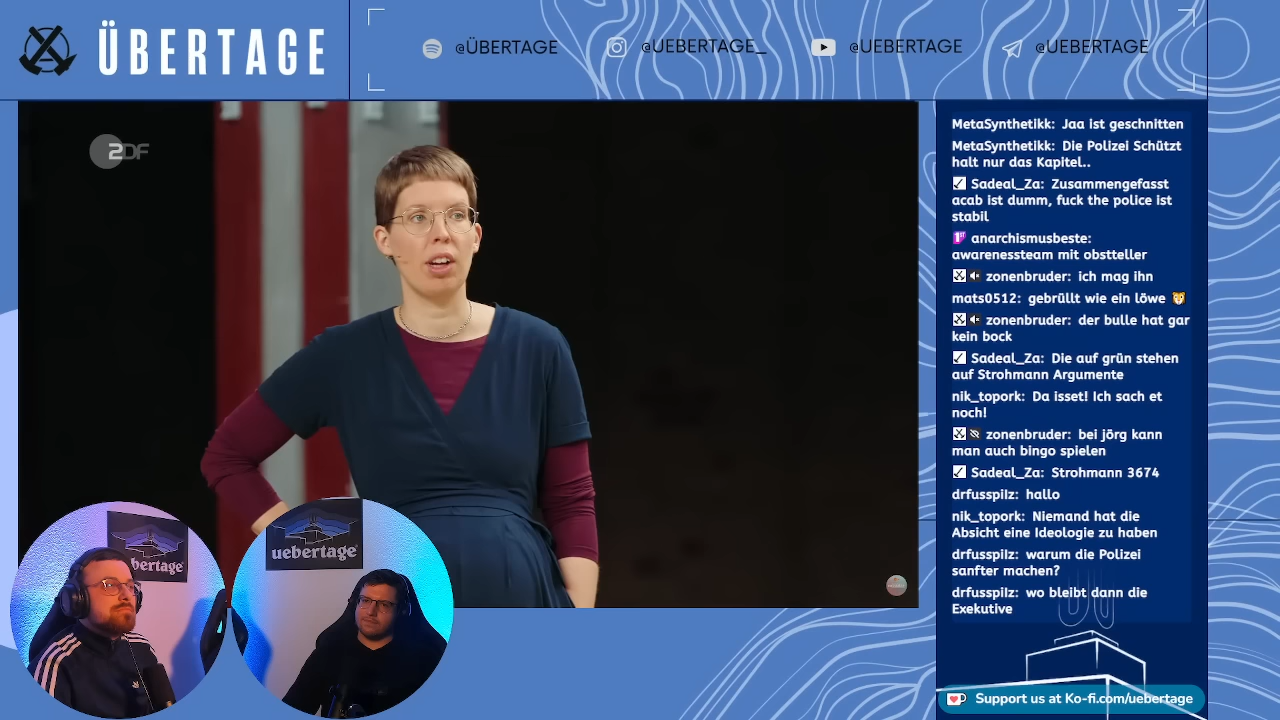 ÜBERTAGE
@ÜBERTAGE
@UEBERTAGE_
@UEBERTAGE
@UEBERTAGE
2DF
MetaSynthetikk: Jaa ist geschnitten
MetaSynthetikk: Die Polizei Schützt
halt nur das Kapitel..
Sadeal_Za: Zusammengefasst
acab ist dumm, fuck the police ist
stabil
anarchismusbeste:
awarenessteam mit obstteller
zonenbruder: ich mag ihn
mats0512: gebrüllt wie ein löwe 🦁
zonenbruder: der bulle hat gar
kein bock
Sadeal_Za: Die auf grün stehen
auf Strohmann Argumente
nik_topork: Da isset! Ich sach et
noch!
zonenbruder: bei jörg kann
man auch bingo spielen
Sadeal_Za: Strohmann 3674
drfusspilz: hallo
nik_topork: Niemand hat die
Absicht eine Ideologie zu haben
drfusspilz: warum die Polizei
sanfter machen?
drfusspilz: wo bleibt dann die
Exekutive
bertage
uebertage
Support us at Ko-fi.com/uebertage